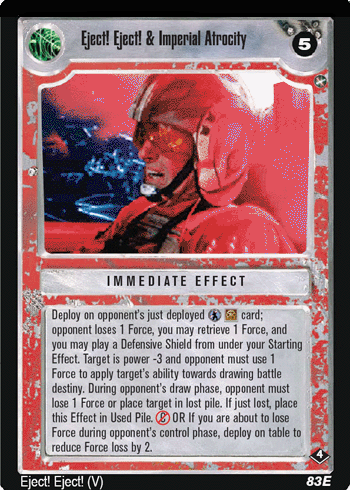 Eject! Eject! & Imperial Atrocity
5
IMMEDIATE EFFECT
Deploy on opponent's just deployed card;
opponent loses 1 Force, you may retrieve 1 Force, and
you may play a Defensive Shield from under your Starting
Effect. Target is power -3 and opponent must use 1
Force to apply target's ability towards drawing battle
destiny. During opponent's draw phase, opponent must
lose 1 Force or place target in lost pile. If just lost, place
this Effect in Used Pile. OR If you are about to lose
Force during opponent's control phase, deploy on table to
reduce Force loss by 2.
4
Eject! Eject! (V)
83E